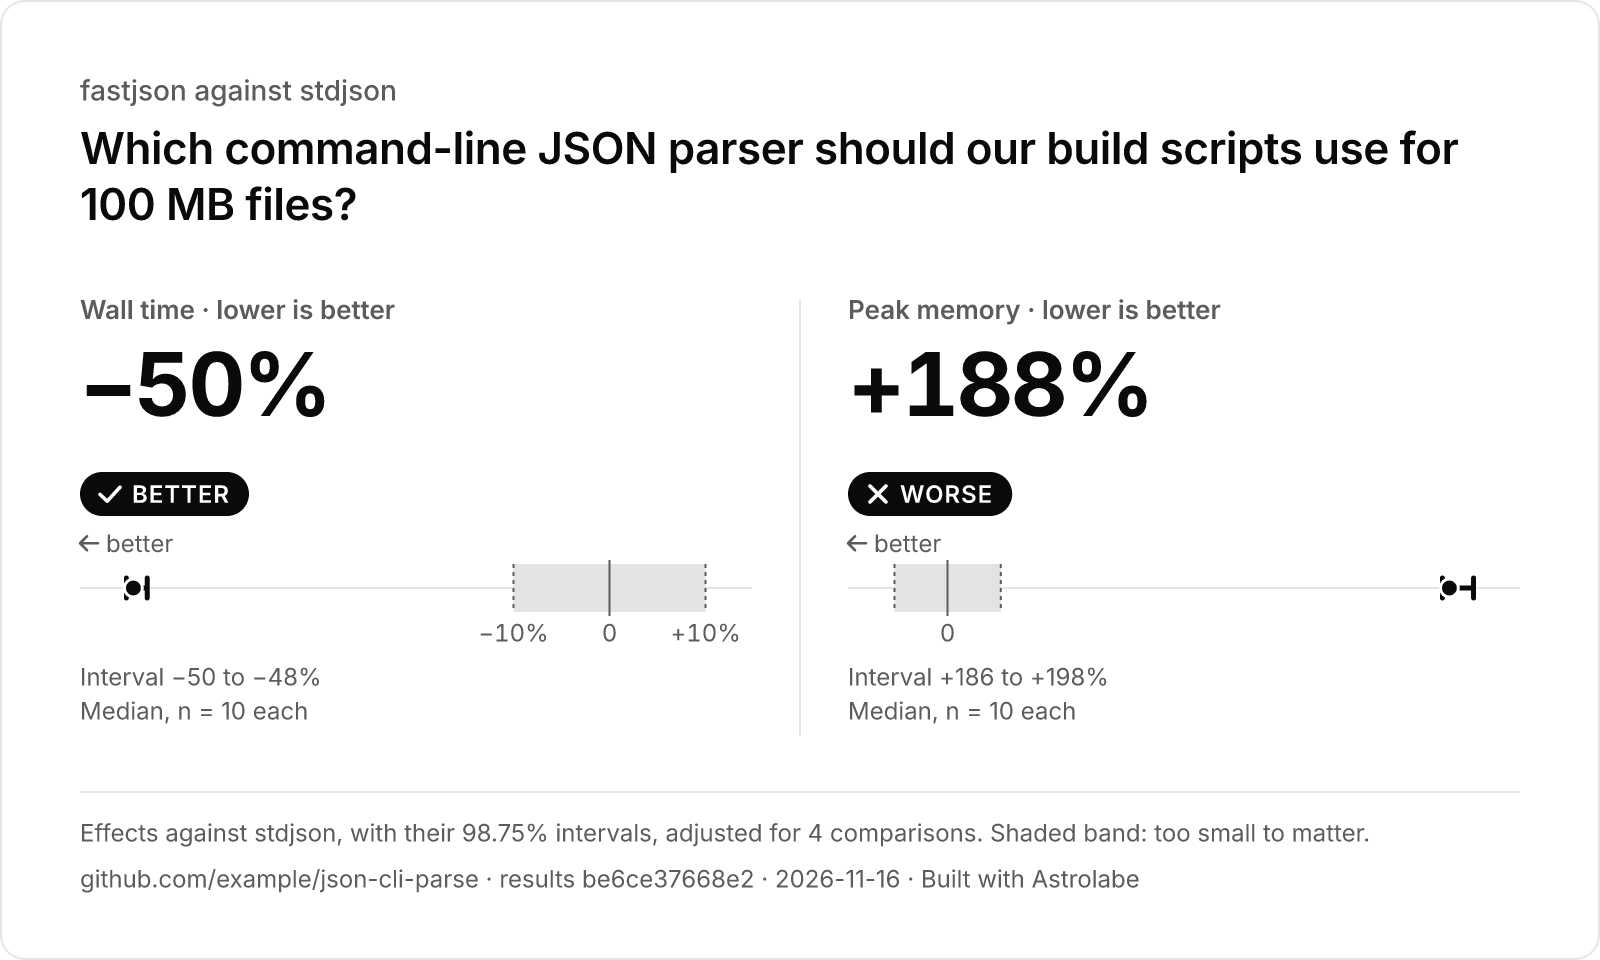 fastjson against stdjson
Which command-line JSON parser should our build scripts use for
100 MB files?
Wall time · lower is better
−50%
✓ BETTER
← better
−10% 0 +10%
Interval −50 to −48%
Median, n = 10 each
Peak memory · lower is better
+188%
✕ WORSE
← better
0
Interval +186 to +198%
Median, n = 10 each
Effects against stdjson, with their 98.75% intervals, adjusted for 4 comparisons. Shaded band: too small to matter.
github.com/example/json-cli-parse · results be6ce37668e2 · 2026-11-16 · Built with Astrolabe